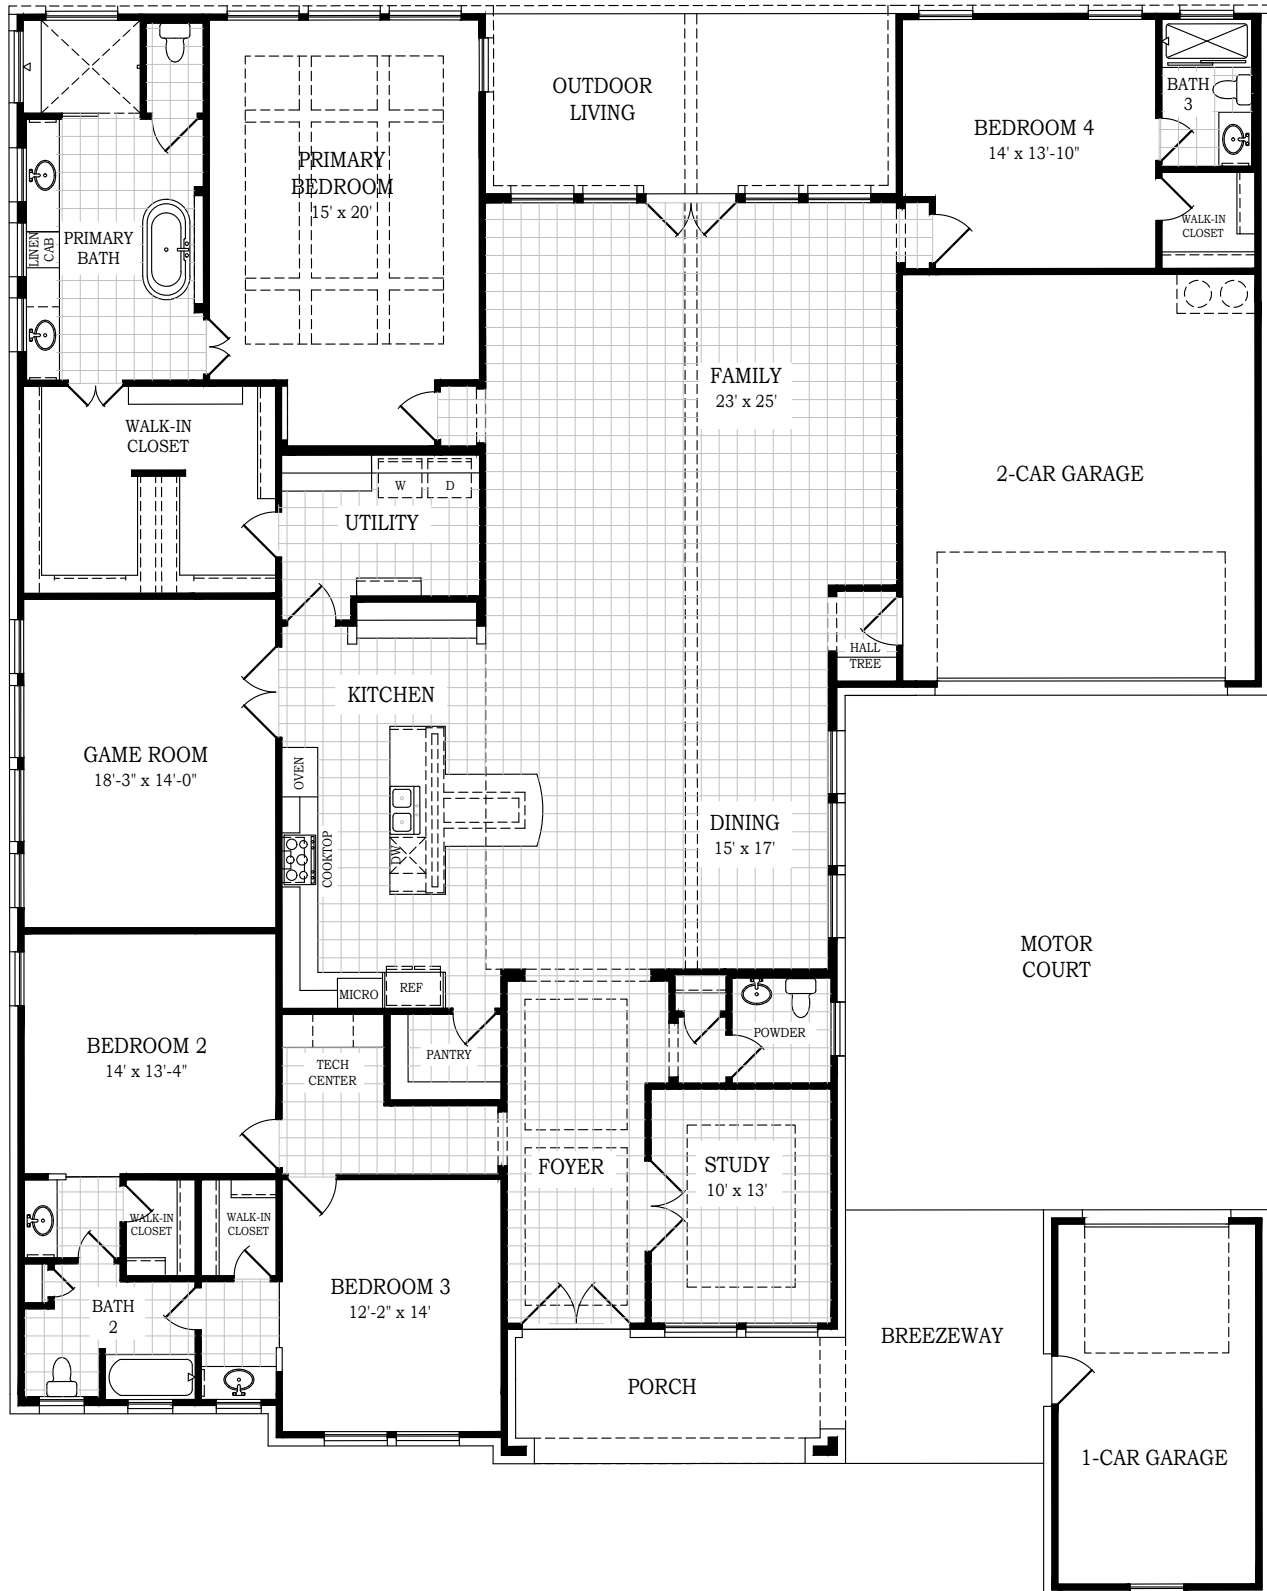 OUTDOOR
LIVING
BATH
3
BEDROOM 4
14' x 13'-10"
PRIMARY
BEDROOM
15' x 20'
WALK-IN
CLOSET
LINEN
CAB
PRIMARY
BATH
FAMILY
23' x 25'
WALK-IN
CLOSET
2-CAR GARAGE
W
D
UTILITY
HALL
TREE
KITCHEN
GAME ROOM
18'-3" x 14'-0"
OVEN
COOKTOP
DW
DINING
15' x 17'
MOTOR
COURT
MICRO
REF
POWDER
BEDROOM 2
14' x 13'-4"
TECH
CENTER
PANTRY
FOYER
STUDY
10' x 13'
WALK-IN
CLOSET
WALK-IN
CLOSET
BEDROOM 3
12'-2" x 14'
BATH
2
BREEZEWAY
PORCH
1-CAR GARAGE